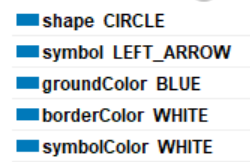 shape CIRCLE
symbol LEFT_ARROW
groundColor BLUE
borderColor WHITE
symbolColor WHITE